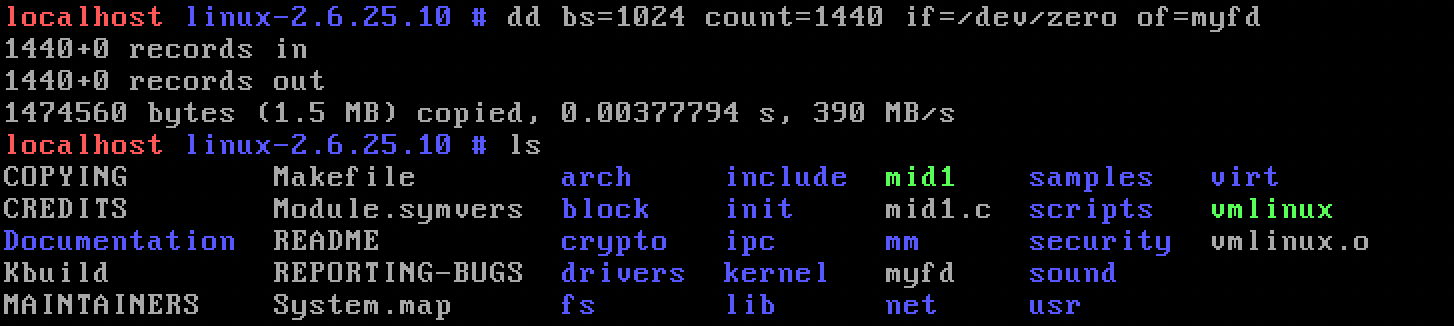 localhost linux-2.6.25.10 # dd bs=1024 count=1440 if=/dev/zero of=myfd
1440+0 records in
1440+0 records out
1474560 bytes (1.5 MB) copied, 0.00377794 s, 390 MB/s
localhost linux-2.6.25.10 # ls
COPYING        Makefile        arch     include  mid1    samples   virt
CREDITS        Module.symvers  block    init     mid1.c  scripts   vmlinux
Documentation  README          crypto   ipc      mm      security  vmlinux.o
Kbuild         REPORTING-BUGS  drivers  kernel   myfd    sound
MAINTAINERS    System.map      fs       lib      net     usr